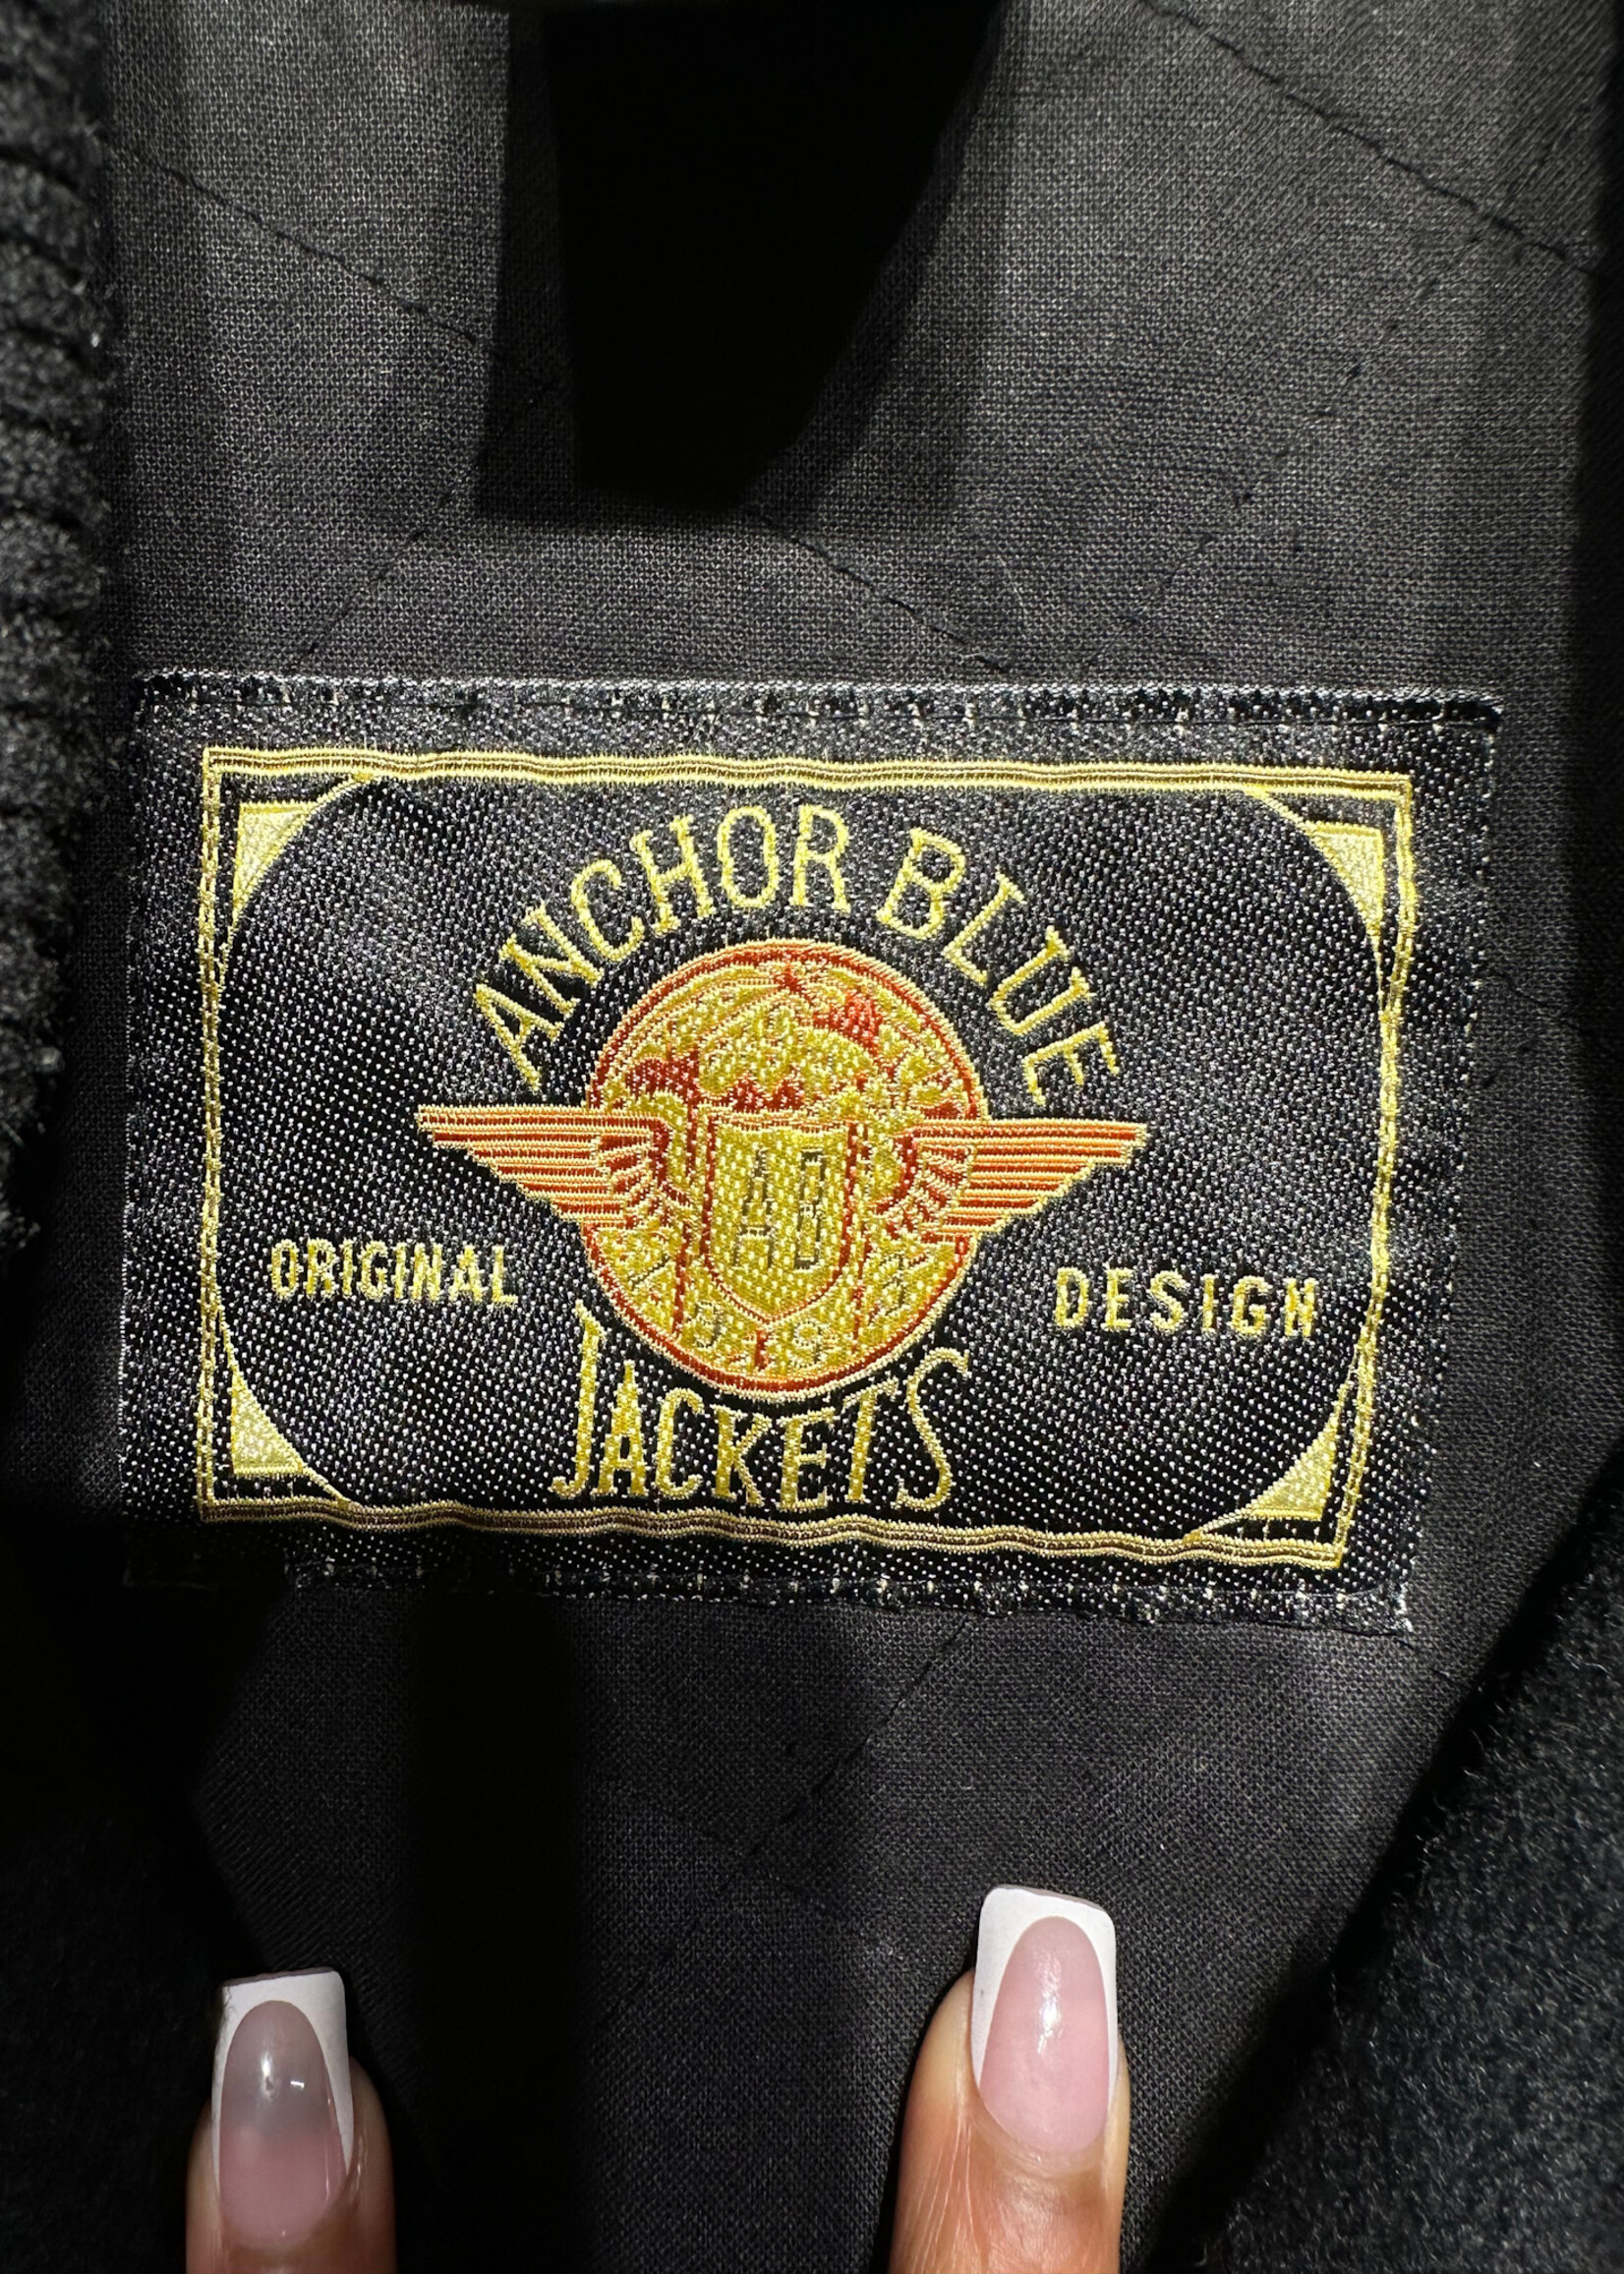 ANCHOR BLUE
AB
ORIGINAL
DESIGN
JACKETS